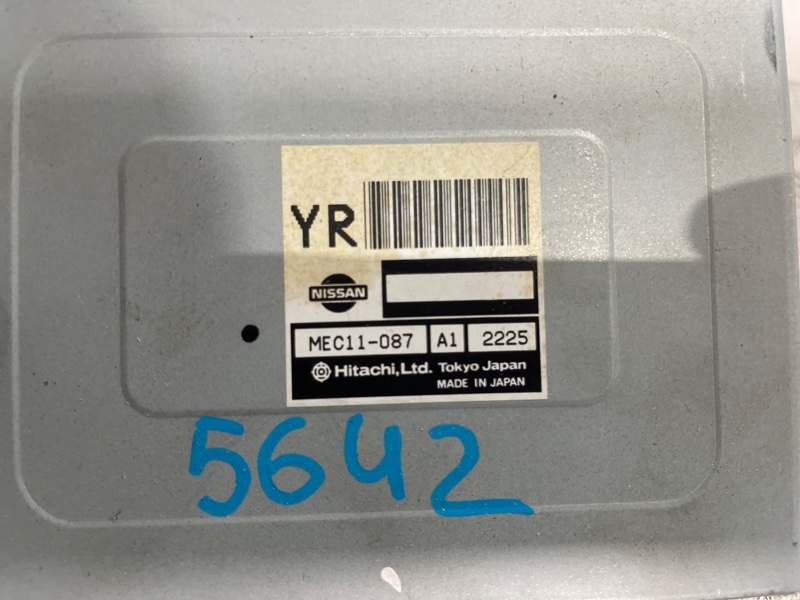 YR
NISSAN
MEC11-087 A1 2225
Hitachi,Ltd. Tokyo Japan
MADE IN JAPAN
5642